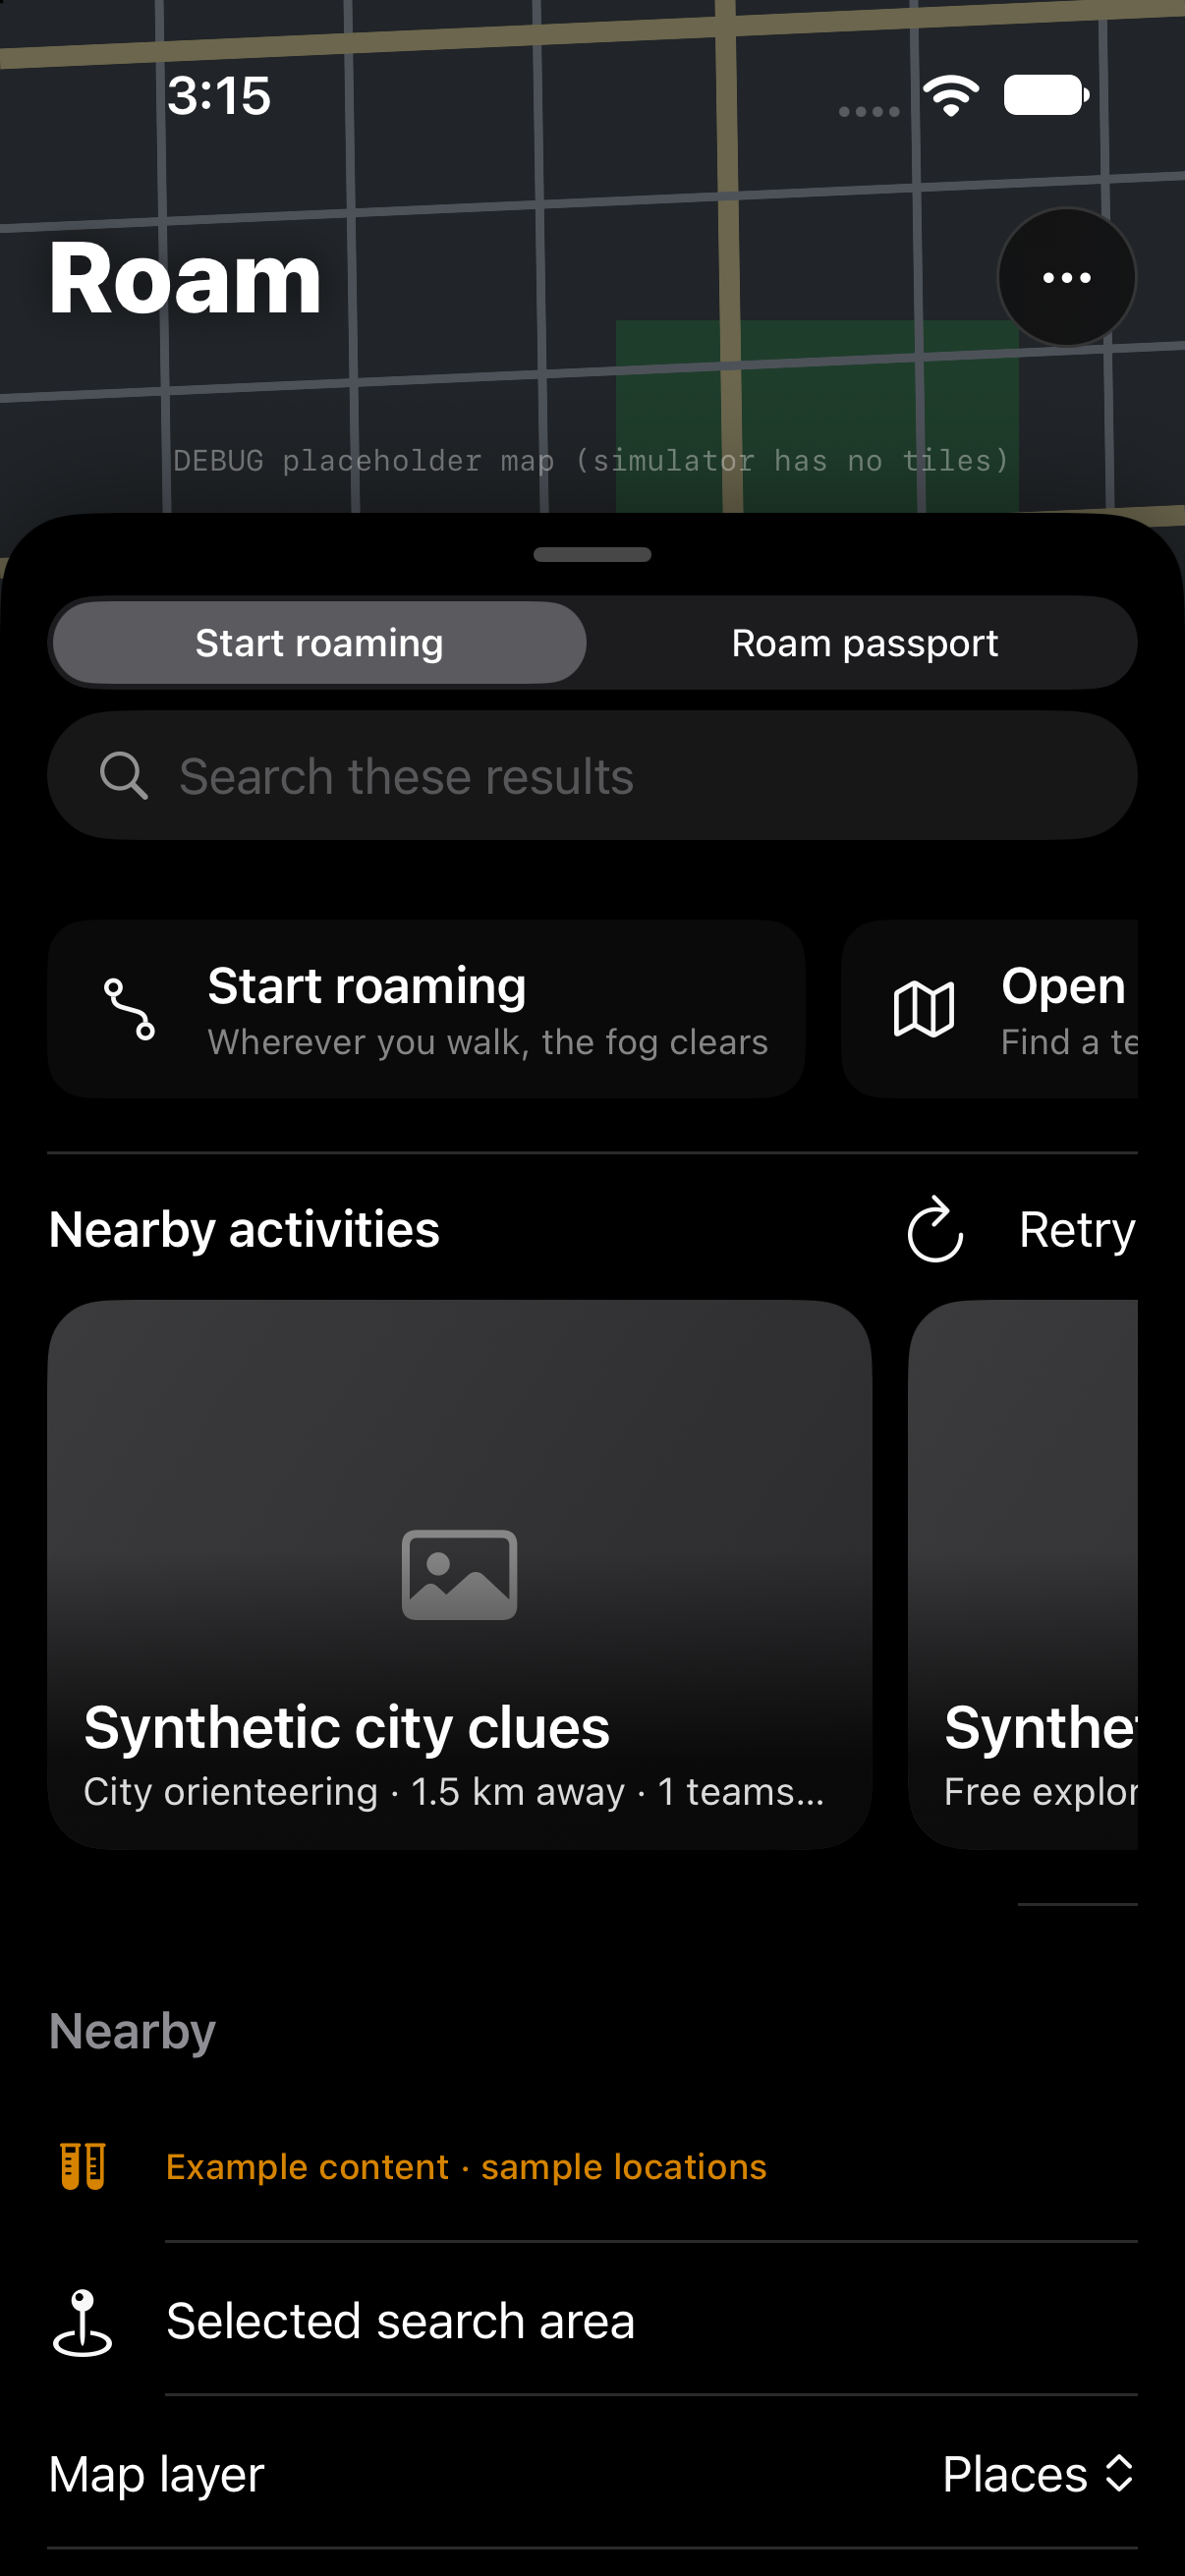 3:15
Roam
DEBUG placeholder map (simulator has no tiles)
Start roaming
Roam passport
Search these results
Start roaming
Wherever you walk, the fog clears
Open
Find a te
Nearby activities
Retry
Synthetic city clues
City orienteering · 1.5 km away · 1 teams...
Synthet
Free explor
Nearby
Example content · sample locations
Selected search area
Map layer
Places